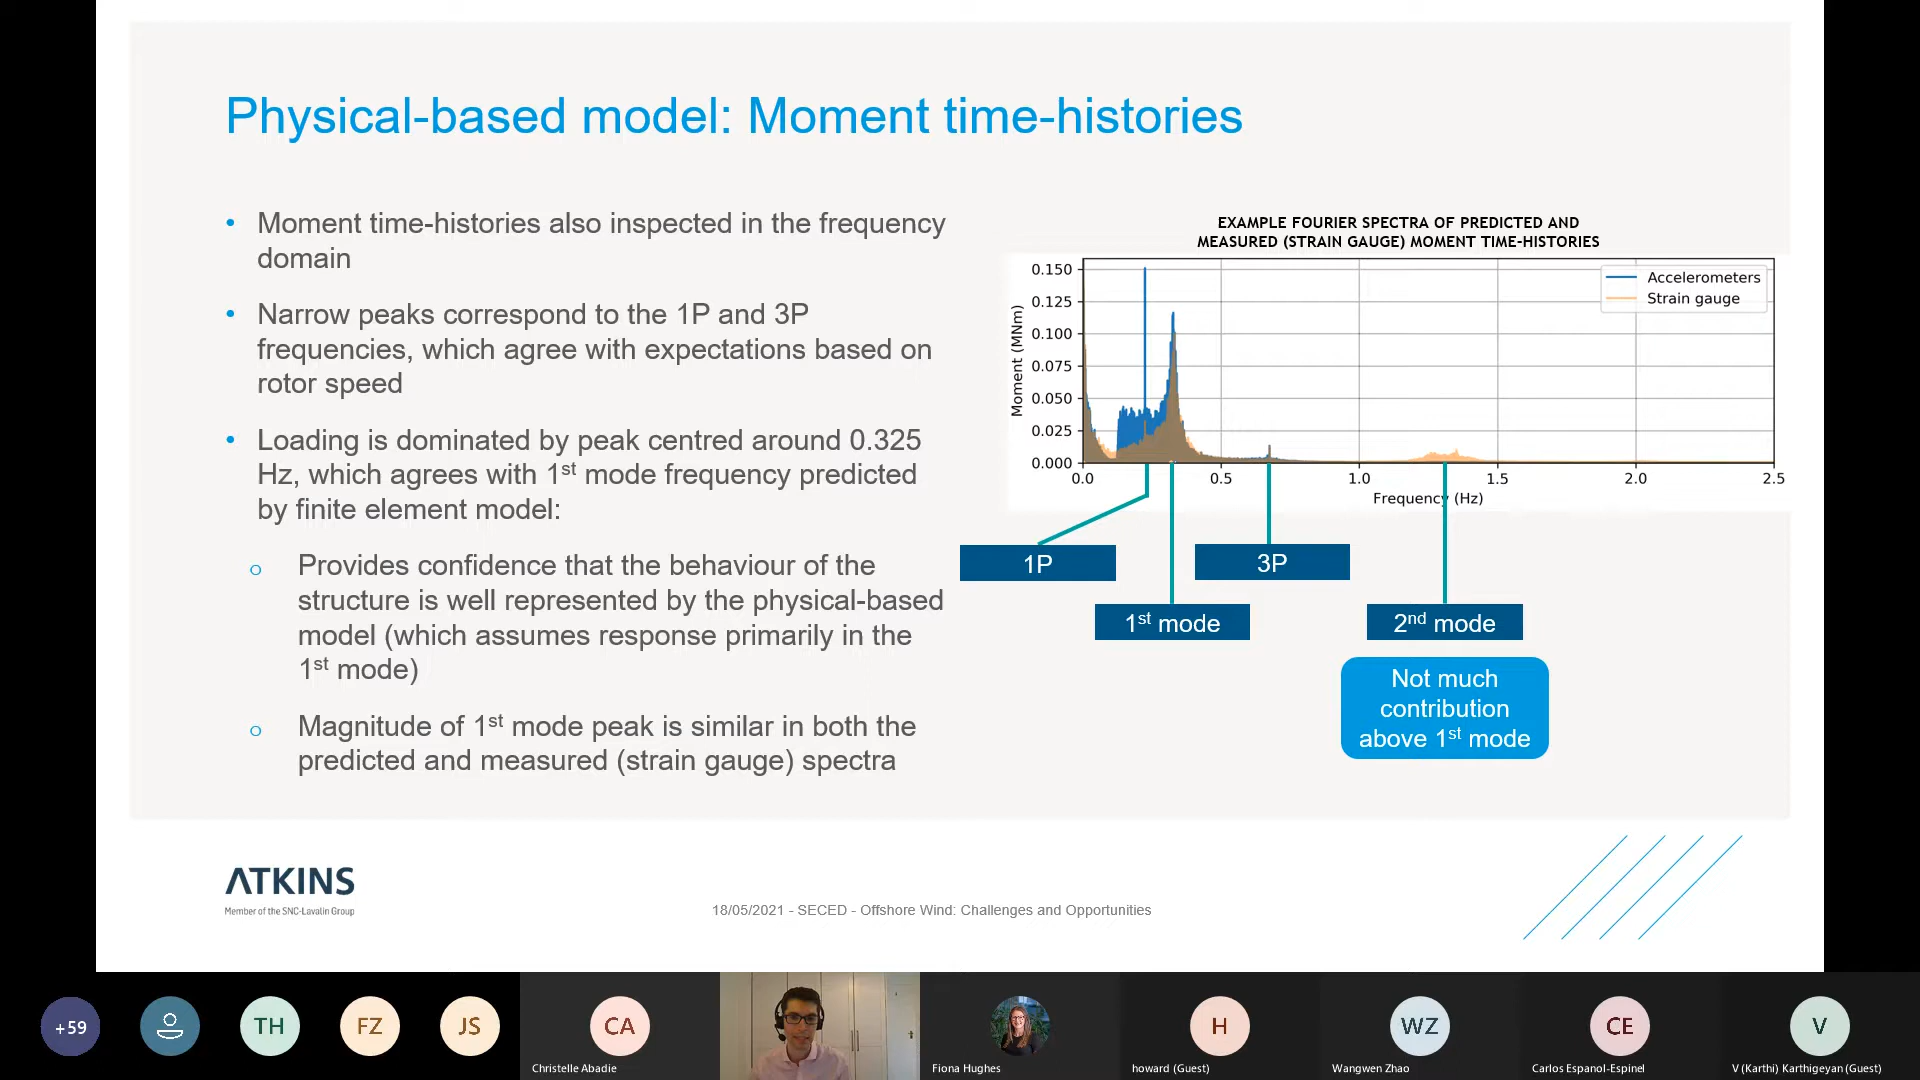 Physical-based model: Moment time-histories
• Moment time-histories also inspected in the frequency
domain
• Narrow peaks correspond to the 1P and 3P
frequencies, which agree with expectations based on
rotor speed
• Loading is dominated by peak centred around 0.325
Hz, which agrees with 1st mode frequency predicted
by finite element model:
o Provides confidence that the behaviour of the
structure is well represented by the physical-based
model (which assumes response primarily in the
1st mode)
o Magnitude of 1st mode peak is similar in both the
predicted and measured (strain gauge) spectra
EXAMPLE FOURIER SPECTRA OF PREDICTED AND
MEASURED (STRAIN GAUGE) MOMENT TIME-HISTORIES
Moment (MNm)
0.150
0.125
0.100
0.075
0.050
0.025
0.000
Accelerometers
Strain gauge
0.0 0.5 1.0 1.5 2.0 2.5
Frequency (Hz)
1P
3P
1st mode
2nd mode
Not much
contribution
above 1st mode
ATKINS
Member of the SNC-Lavalin Group
18/05/2021 - SECED - Offshore Wind: Challenges and Opportunities
+59
TH
FZ
JS
CA
Christelle Abadie
Fiona Hughes
H
howard (Guest)
WZ
Wangwen Zhao
CE
Carlos Espanol-Espinel
V
V (Karthi) Karthigeyan (Guest)